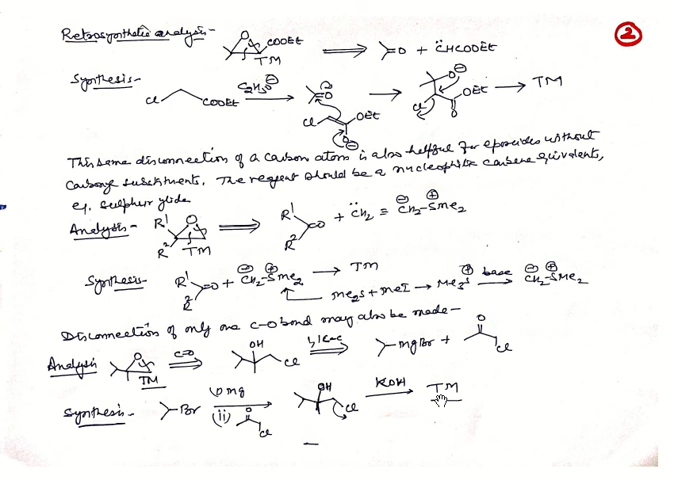 ②
Retrosynthetic analysis- O COOEt TM ⟹ =O + C̈HCOOEt
Synthesis- Cl COOEt C₂H₅O⊖ → O Cl OEt O⊖ → O⊖ Cl OEt O → TM
This same disconnection of a carbon atom is also helpful for epoxides without
carbonyl substituents. The reagent should be a nucleophilic carbene equivalents,
eg. sulphur ylide
Analysis- R¹ R² O TM ⟹ R¹ R² =O + C̈H₂ ≡ ⊖CH₂-⊕SMe₂
Synthesis- R¹ R² =O + ⊖CH₂-⊕SMe₂ → TM
Me₂S + MeI → Me₃S⊕ base → ⊖CH₂-⊕SMe₂
Disconnection of only one C-O bond may also be made-
Analysis O TM C-O ⟹ OH Cl 1,1 C-C ⟹ MgBr + O Cl
Synthesis- Br (i) Mg (ii) O Cl → OH Cl KOH → TM